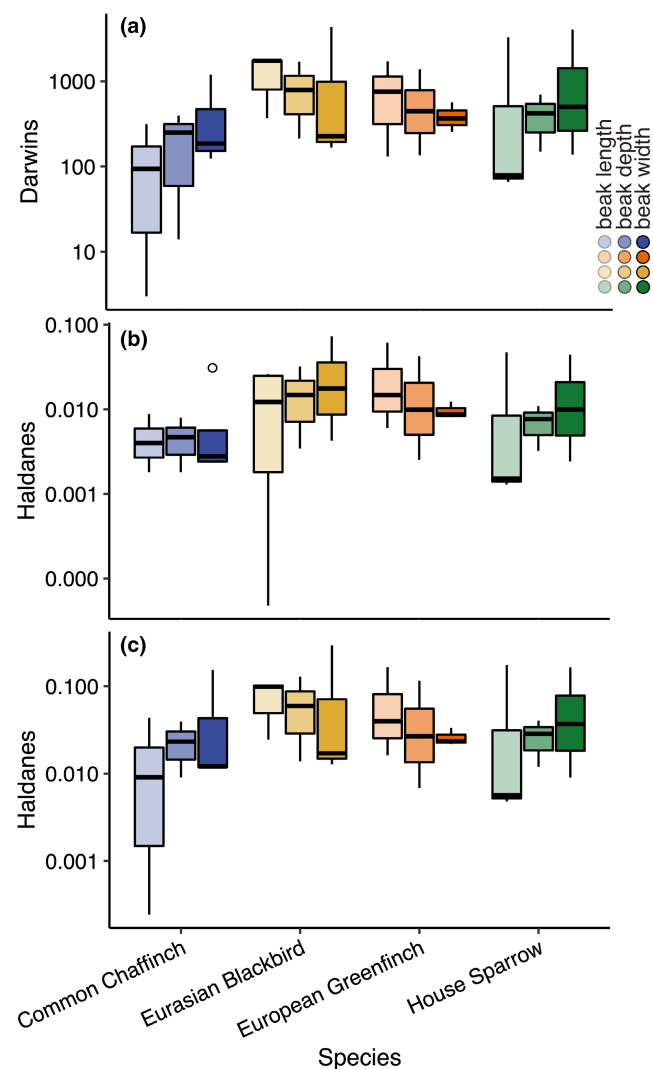 (a)
1000
100
10
Darwins
beak length
beak depth
beak width
(b)
0.100
0.010
0.001
0.000
Haldanes
(c)
0.100
0.010
0.001
Haldanes
Common Chaffinch
Eurasian Blackbird
European Greenfinch
House Sparrow
Species